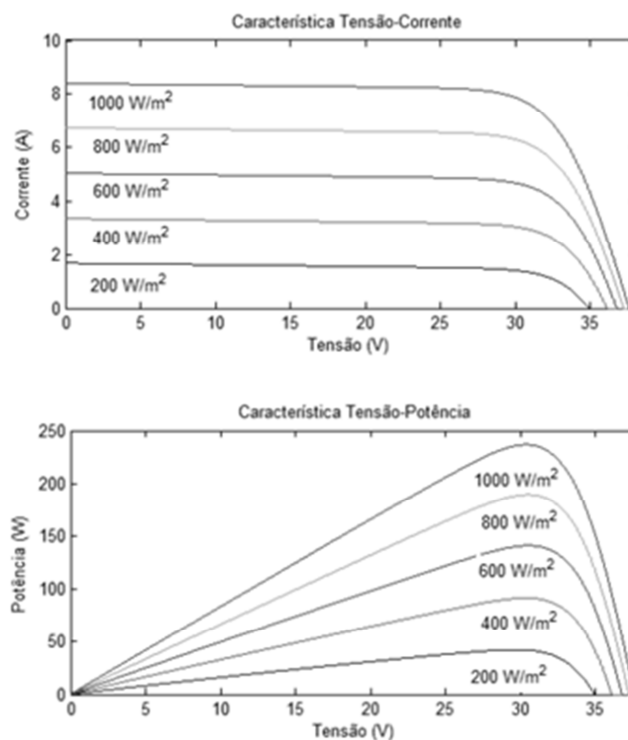 Característica Tensão-Corrente
10
8
6
4
2
0
Corrente (A)
1000 W/m²
800 W/m²
600 W/m²
400 W/m²
200 W/m²
0 5 10 15 20 25 30 35
Tensão (V)
Característica Tensão-Potência
250
200
150
100
50
0
Potência (W)
1000 W/m²
800 W/m²
600 W/m²
400 W/m²
200 W/m²
0 5 10 15 20 25 30 35
Tensão (V)